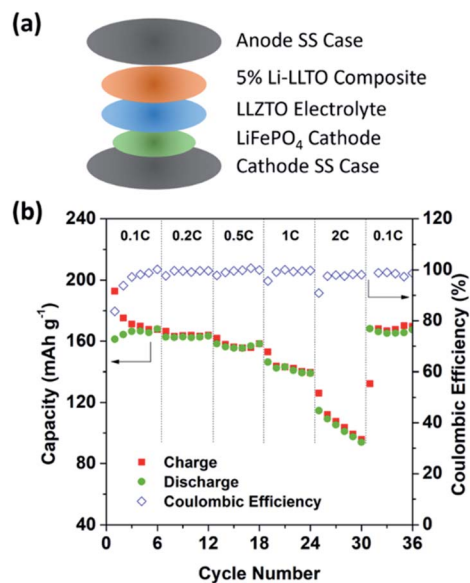 (a)
Anode SS Case
5% Li-LLTO Composite
LLZTO Electrolyte
LiFePO4 Cathode
Cathode SS Case
(b)
240
200
160
120
80
40
Capacity (mAh g⁻¹)
0.1C 0.2C 0.5C 1C 2C 0.1C
Charge
Discharge
Coulombic Efficiency
120
100
80
60
40
20
0
Coulombic Efficiency (%)
0 6 12 18 24 30 36
Cycle Number